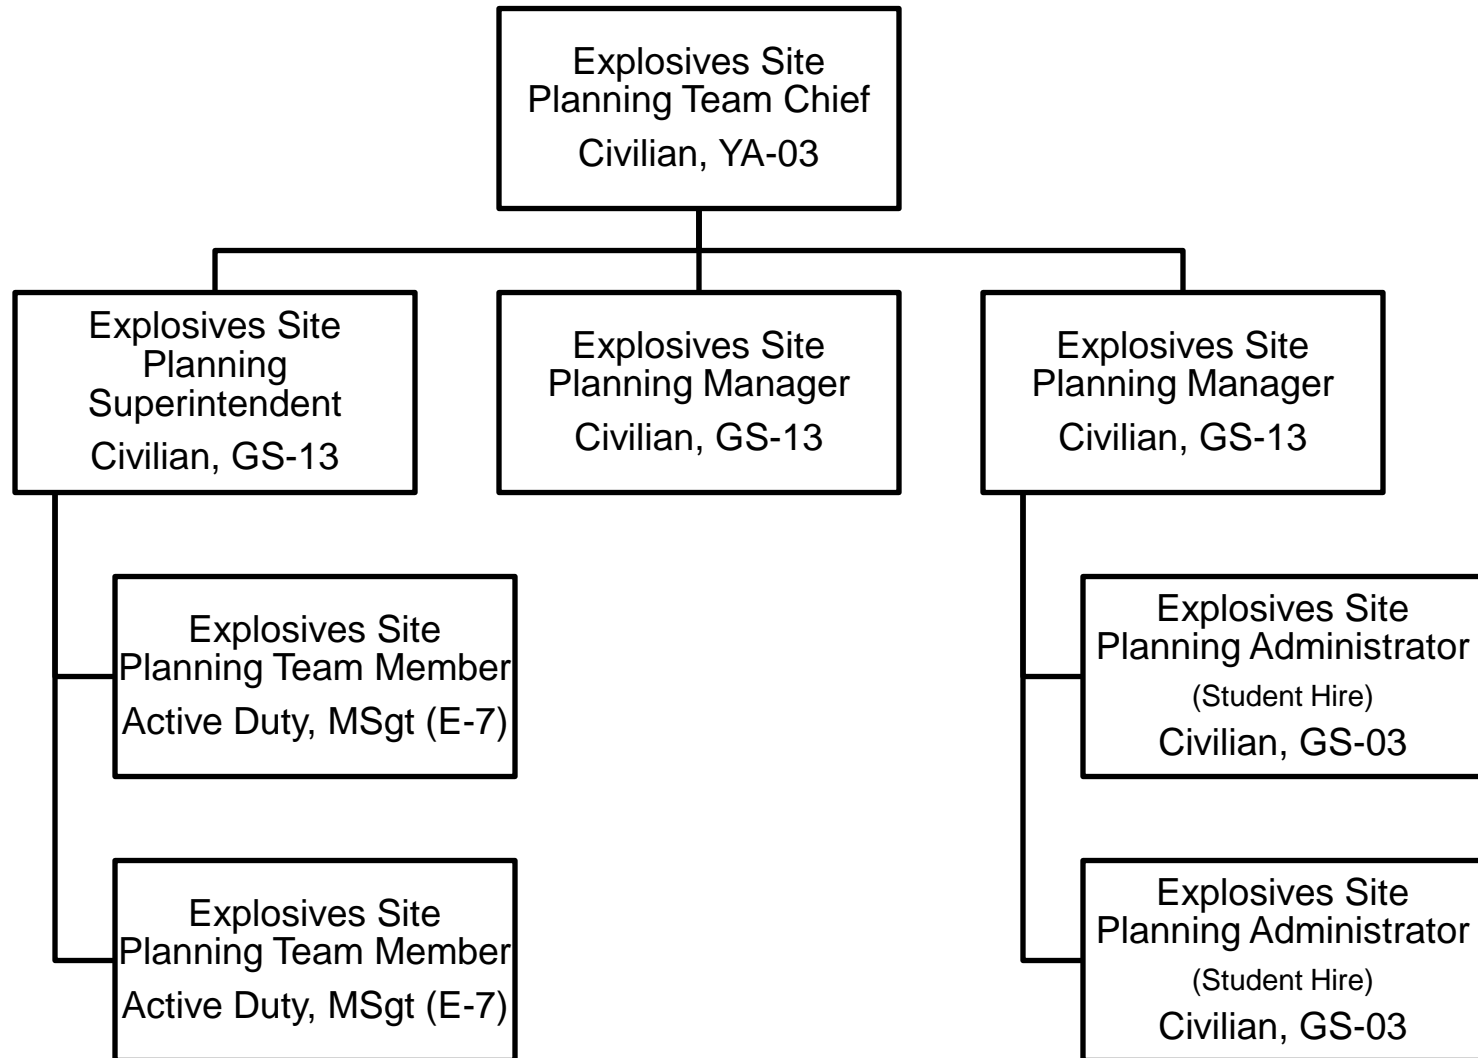 Explosives Site
Planning Team Chief
Civilian, YA-03
Explosives Site
Planning
Superintendent
Civilian, GS-13
Explosives Site
Planning Manager
Civilian, GS-13
Explosives Site
Planning Manager
Civilian, GS-13
Explosives Site
Planning Team Member
Active Duty, MSgt (E-7)
Explosives Site
Planning Administrator
(Student Hire)
Civilian, GS-03
Explosives Site
Planning Team Member
Active Duty, MSgt (E-7)
Explosives Site
Planning Administrator
(Student Hire)
Civilian, GS-03